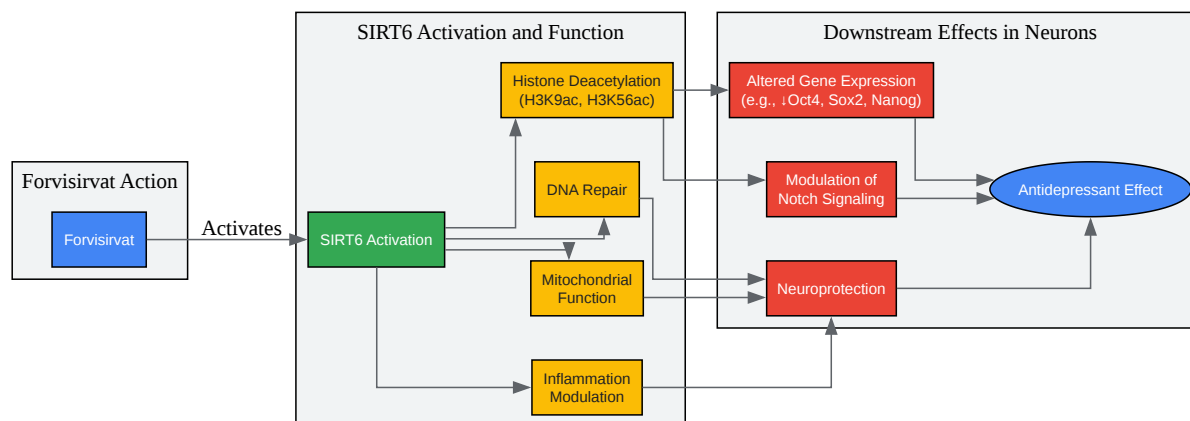 SIRT6 Activation and Function
Downstream Effects in Neurons
Histone Deacetylation
(H3K9ac, H3K56ac)
Altered Gene Expression
(e.g., ↓Oct4, Sox2, Nanog)
Forvisirvat Action
DNA Repair
Modulation of
Notch Signaling
Antidepressant Effect
Forvisirvat
Activates
SIRT6 Activation
Mitochondrial
Function
Neuroprotection
Inflammation
Modulation